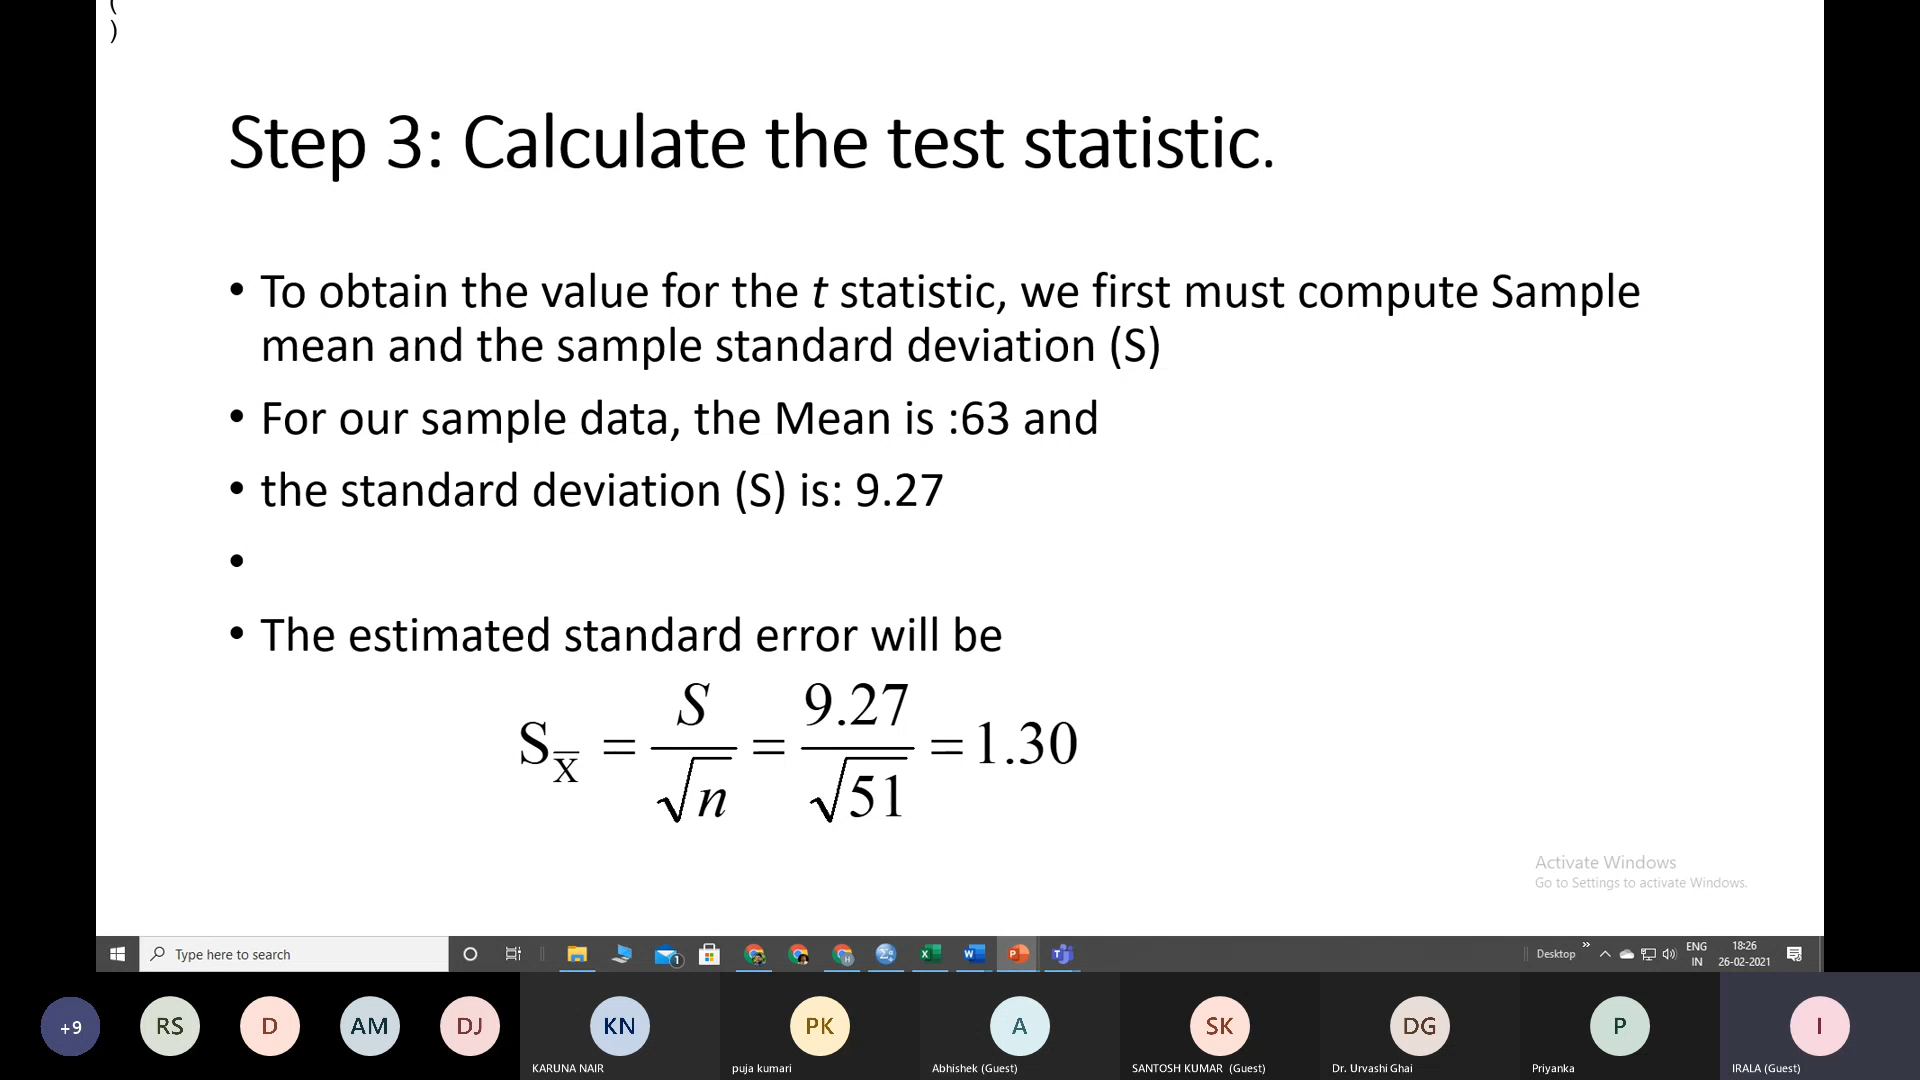 (
)
Step 3: Calculate the test statistic.
• To obtain the value for the t statistic, we first must compute Sample
mean and the sample standard deviation (S)
• For our sample data, the Mean is :63 and
• the standard deviation (S) is: 9.27
•
• The estimated standard error will be
S_X̅ = S/√n = 9.27/√51 = 1.30
Activate Windows
Go to Settings to activate Windows.
Type here to search
1
Desktop
»
ENG
IN
18:26
26-02-2021
+9
RS
D
AM
DJ
KN
KARUNA NAIR
PK
puja kumari
A
Abhishek (Guest)
SK
SANTOSH KUMAR (Guest)
DG
Dr. Urvashi Ghai
P
Priyanka
I
IRALA (Guest)